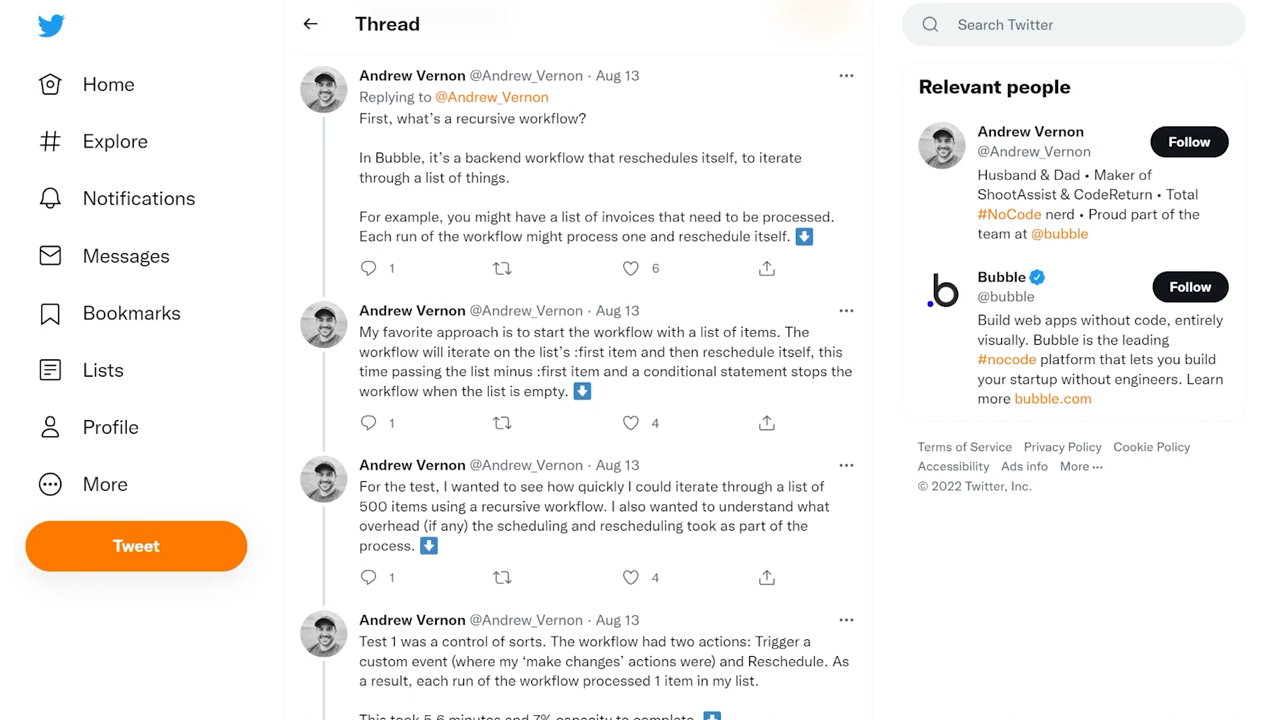 Home
Explore
Notifications
Messages
Bookmarks
Lists
Profile
More
Tweet
Thread
Andrew Vernon @Andrew_Vernon · Aug 13
Replying to @Andrew_Vernon
First, what's a recursive workflow?
In Bubble, it's a backend workflow that reschedules itself, to iterate
through a list of things.
For example, you might have a list of invoices that need to be processed.
Each run of the workflow might process one and reschedule itself. ⬇️
1 6
Andrew Vernon @Andrew_Vernon · Aug 13
My favorite approach is to start the workflow with a list of items. The
workflow will iterate on the list's :first item and then reschedule itself, this
time passing the list minus :first item and a conditional statement stops the
workflow when the list is empty. ⬇️
1 4
Andrew Vernon @Andrew_Vernon · Aug 13
For the test, I wanted to see how quickly I could iterate through a list of
500 items using a recursive workflow. I also wanted to understand what
overhead (if any) the scheduling and rescheduling took as part of the
process. ⬇️
1 4
Andrew Vernon @Andrew_Vernon · Aug 13
Test 1 was a control of sorts. The workflow had two actions: Trigger a
custom event (where my 'make changes' actions were) and Reschedule. As
a result, each run of the workflow processed 1 item in my list.
This took 5.6 minutes and 7% capacity to complete. ⬇️
Search Twitter
Relevant people
Andrew Vernon
@Andrew_Vernon
Follow
Husband & Dad • Maker of
ShootAssist & CodeReturn • Total
#NoCode nerd • Proud part of the
team at @bubble
.b
Bubble
@bubble
Follow
Build web apps without code, entirely
visually. Bubble is the leading
#nocode platform that lets you build
your startup without engineers. Learn
more bubble.com
Terms of Service Privacy Policy Cookie Policy
Accessibility Ads info More ···
© 2022 Twitter, Inc.